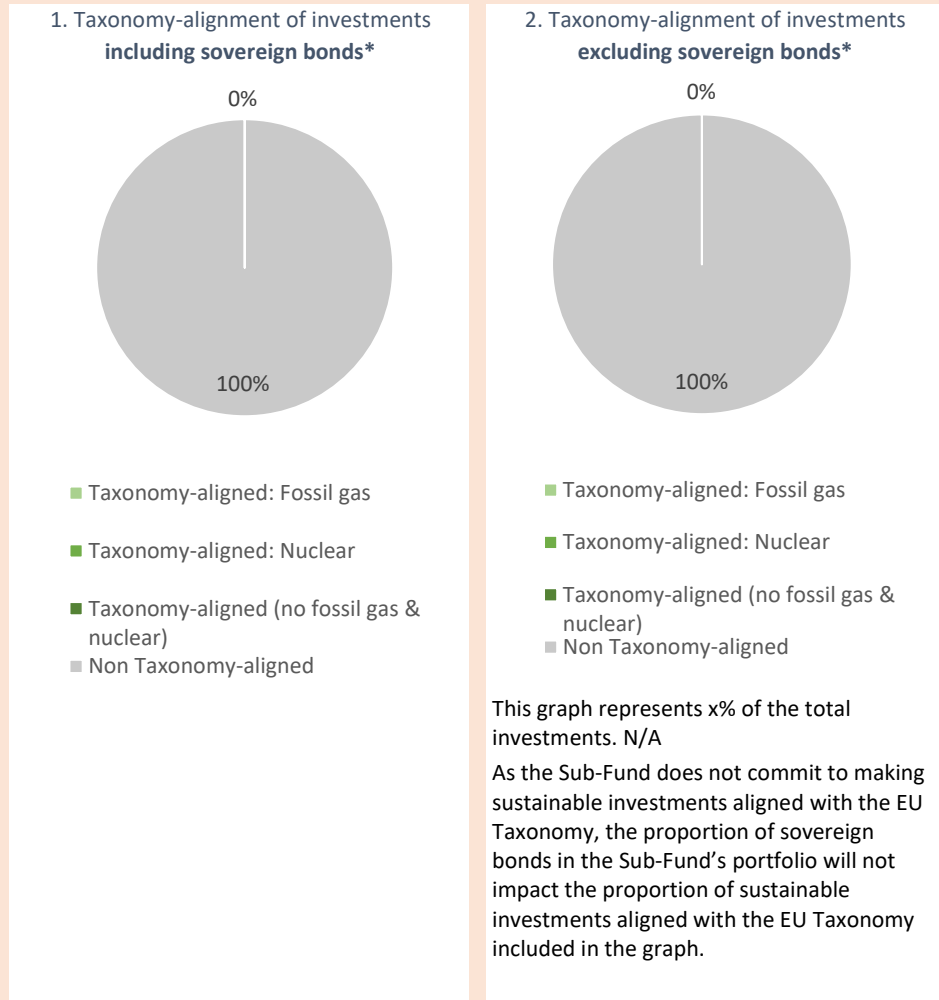 1. Taxonomy-alignment of investments
including sovereign bonds*
0%
100%
Taxonomy-aligned: Fossil gas
Taxonomy-aligned: Nuclear
Taxonomy-aligned (no fossil gas &
nuclear)
Non Taxonomy-aligned
2. Taxonomy-alignment of investments
excluding sovereign bonds*
0%
100%
Taxonomy-aligned: Fossil gas
Taxonomy-aligned: Nuclear
Taxonomy-aligned (no fossil gas &
nuclear)
Non Taxonomy-aligned
This graph represents x% of the total
investments. N/A
As the Sub-Fund does not commit to making
sustainable investments aligned with the EU
Taxonomy, the proportion of sovereign
bonds in the Sub-Fund’s portfolio will not
impact the proportion of sustainable
investments aligned with the EU Taxonomy
included in the graph.